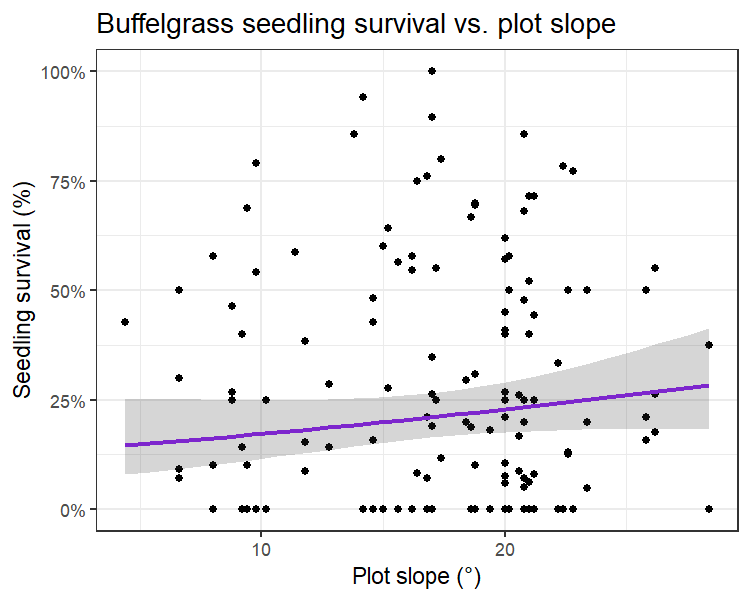 Buffelgrass seedling survival vs. plot slope
Seedling survival (%)
100%
75%
50%
25%
0%
10 20
Plot slope (°)